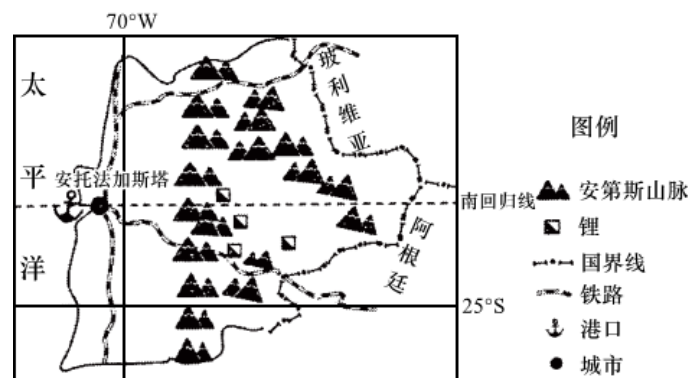 70°W
太
平
洋
玻
利
维
亚
安托法加斯塔
南回归线
阿
根
廷
25°S
图例
安第斯山脉
锂
国界线
铁路
港口
城市